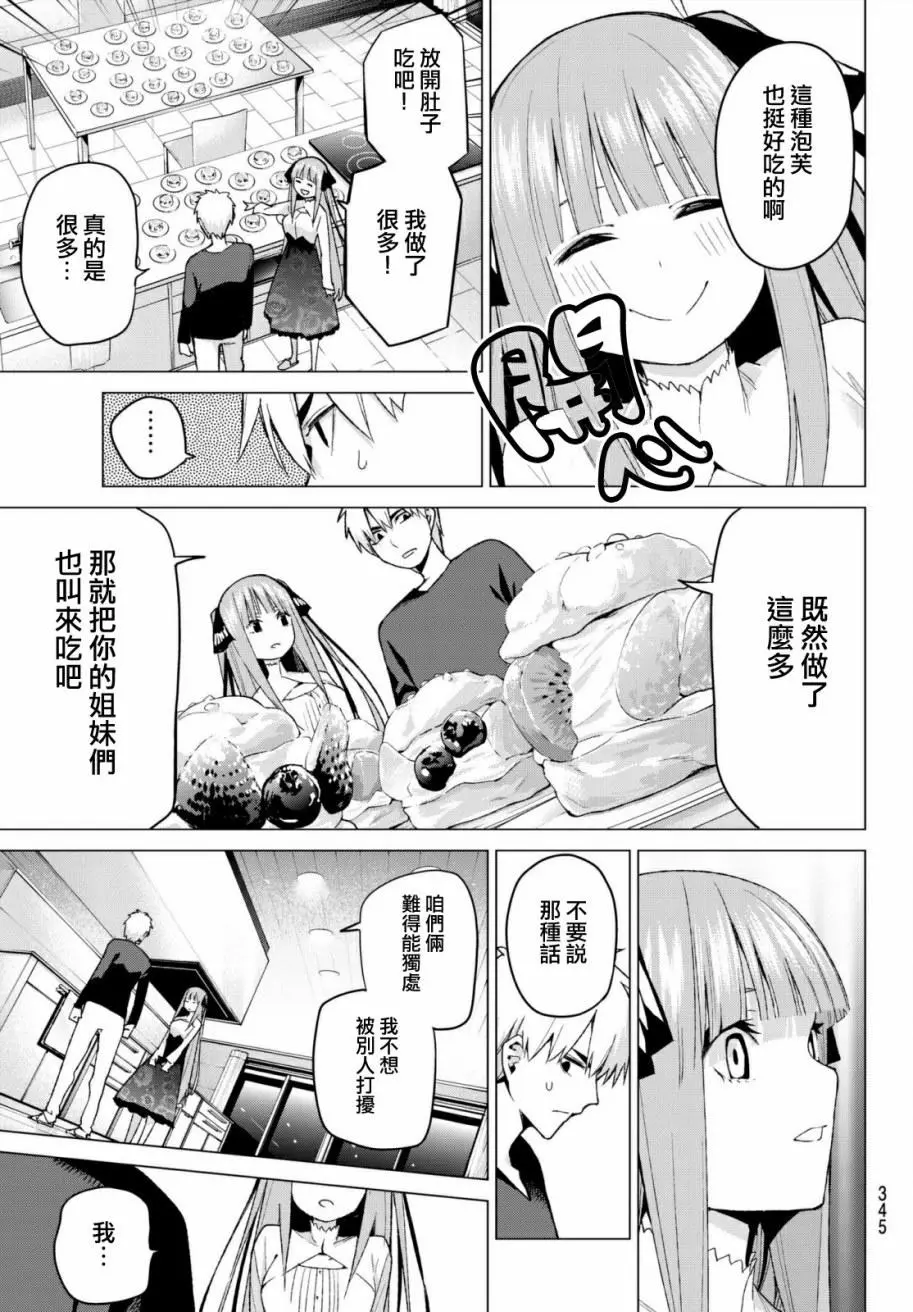 這種泡芙
也挺好吃的啊
開心
放開肚子
吃吧！
我做了
很多！
真的是
很多…
…
既然做了
這麼多
那就把你的姐妹們
也叫來吃吧
不要說
那種話
咱們倆
難得能獨處
我不想
被別人打擾
我…
345